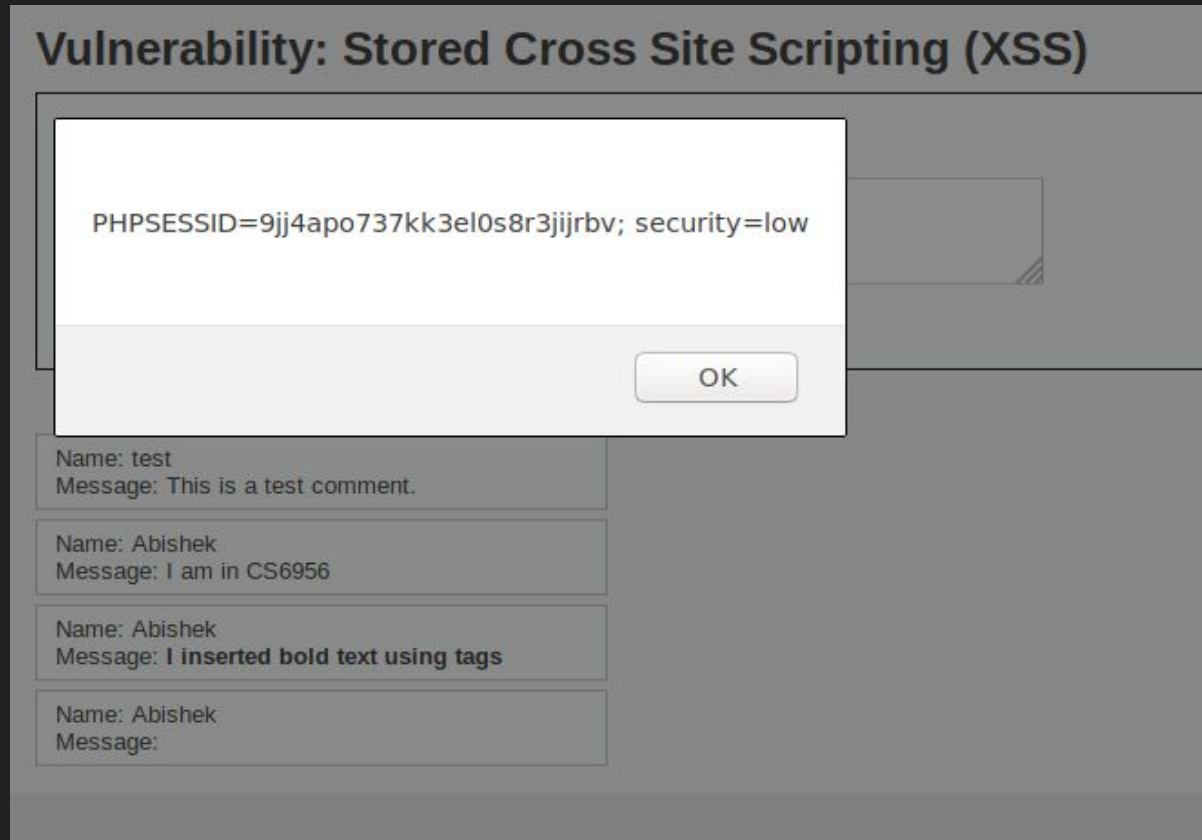 Vulnerability: Stored Cross Site Scripting (XSS)
PHPSESSID=9jj4apo737kk3el0s8r3jijrbv; security=low
OK
Name: test
Message: This is a test comment.
Name: Abishek
Message: I am in CS6956
Name: Abishek
Message: I inserted bold text using tags
Name: Abishek
Message: